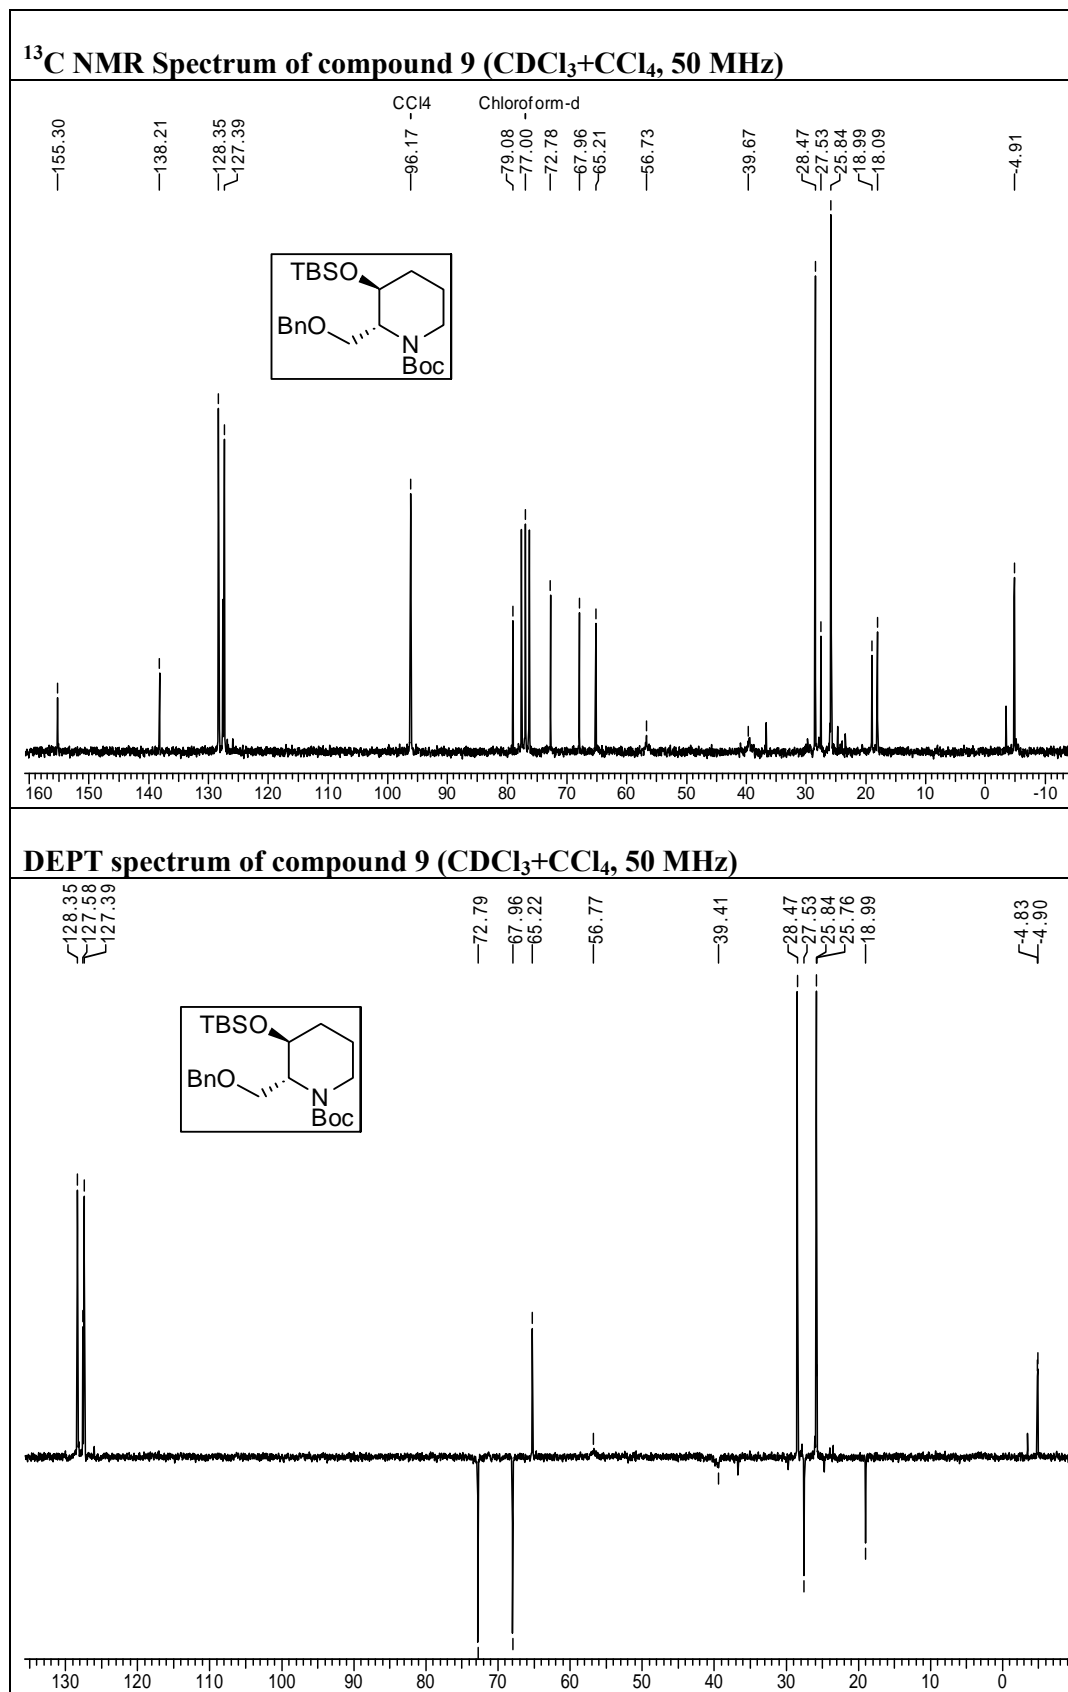 ¹³C NMR Spectrum of compound 9 (CDCl₃+CCl₄, 50 MHz)
CCl4 Chloroform-d
155.30 138.21 128.35 127.39 96.17 79.08 77.00 72.78 67.96 65.21 56.73 39.67 28.47 27.53 25.84 18.99 18.09 -4.91
TBSO
BnO
N
Boc
160 150 140 130 120 110 100 90 80 70 60 50 40 30 20 10 0 -10
DEPT spectrum of compound 9 (CDCl₃+CCl₄, 50 MHz)
128.35 127.58 127.39 72.79 67.96 65.22 56.77 39.41 28.47 27.53 25.84 25.76 18.99 -4.83 -4.90
TBSO
BnO
N
Boc
130 120 110 100 90 80 70 60 50 40 30 20 10 0